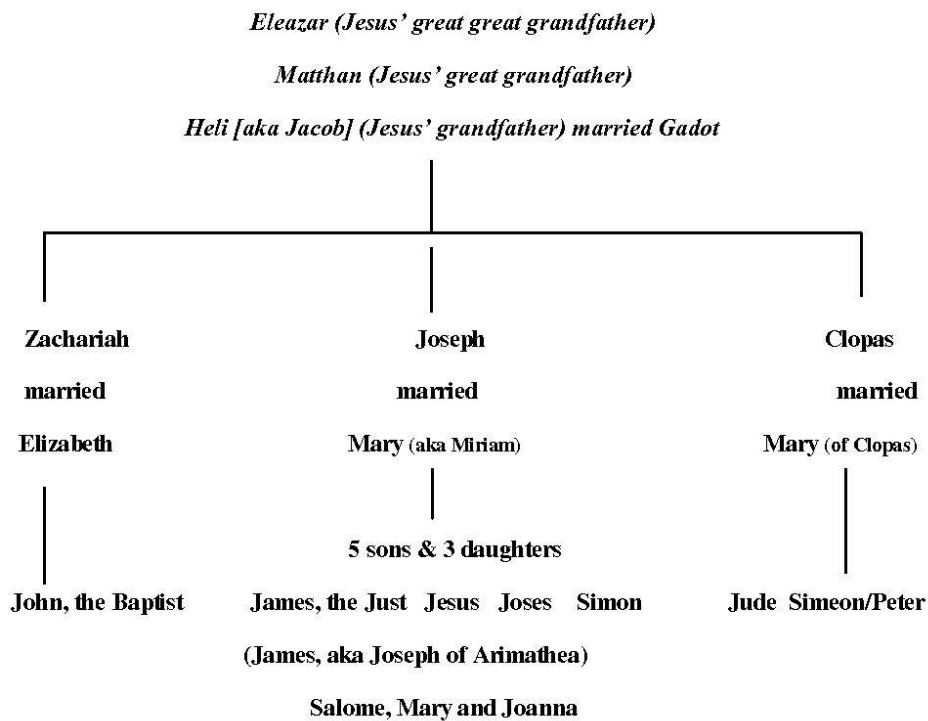 Eleazar (Jesus' great great grandfather)
Matthan (Jesus' great grandfather)
Heli [aka Jacob] (Jesus' grandfather) married Gadot
Zachariah Joseph Clopas
married married married
Elizabeth Mary (aka Miriam) Mary (of Clopas)
5 sons & 3 daughters
John, the Baptist James, the Just Jesus Joses Simon Jude Simeon/Peter
(James, aka Joseph of Arimathea)
Salome, Mary and Joanna